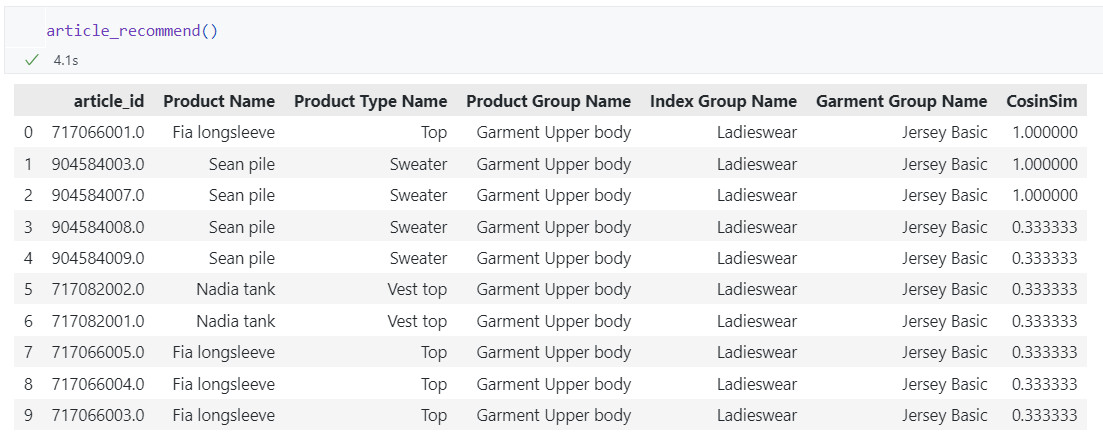 article_recommend()
4.1s
article_id Product Name Product Type Name Product Group Name Index Group Name Garment Group Name CosinSim
0 717066001.0 Fia longsleeve Top Garment Upper body Ladieswear Jersey Basic 1.000000
1 904584003.0 Sean pile Sweater Garment Upper body Ladieswear Jersey Basic 1.000000
2 904584007.0 Sean pile Sweater Garment Upper body Ladieswear Jersey Basic 1.000000
3 904584008.0 Sean pile Sweater Garment Upper body Ladieswear Jersey Basic 0.333333
4 904584009.0 Sean pile Sweater Garment Upper body Ladieswear Jersey Basic 0.333333
5 717082002.0 Nadia tank Vest top Garment Upper body Ladieswear Jersey Basic 0.333333
6 717082001.0 Nadia tank Vest top Garment Upper body Ladieswear Jersey Basic 0.333333
7 717066005.0 Fia longsleeve Top Garment Upper body Ladieswear Jersey Basic 0.333333
8 717066004.0 Fia longsleeve Top Garment Upper body Ladieswear Jersey Basic 0.333333
9 717066003.0 Fia longsleeve Top Garment Upper body Ladieswear Jersey Basic 0.333333